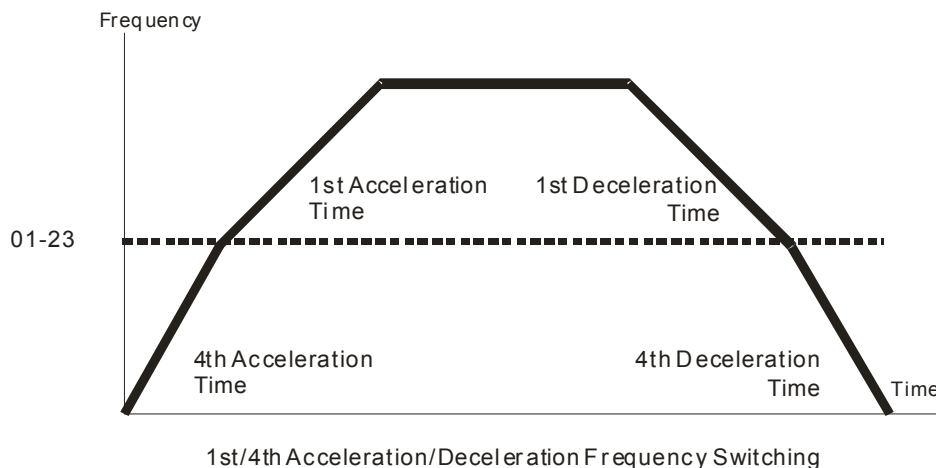 Frequency
1st Acceleration
Time
1st Deceleration
Time
01-23
4th Acceleration
Time
4th Deceleration
Time
Time
1st/4th Acceleration/Deceleration Frequency Switching